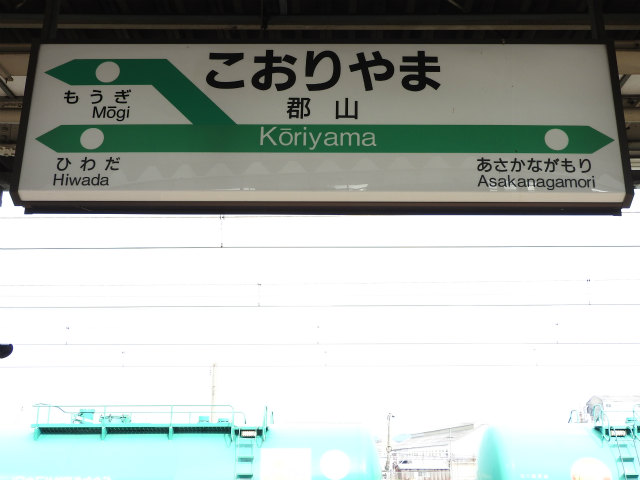 こおりやま
郡山
もうぎ
Mōgi
Kōriyama
ひわだ
Hiwada
あさかながもり
Asakanagamori